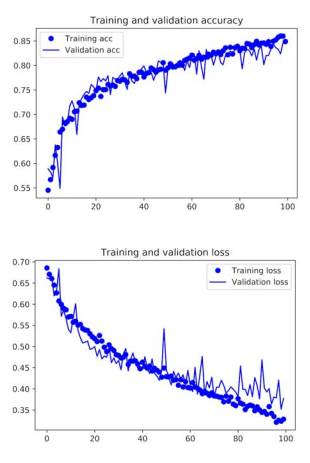 Training and validation accuracy
Training acc
Validation acc
0.85
0.80
0.75
0.70
0.65
0.60
0.55
0 20 40 60 80 100
Training and validation loss
Training loss
Validation loss
0.70
0.65
0.60
0.55
0.50
0.45
0.40
0.35
0 20 40 60 80 100